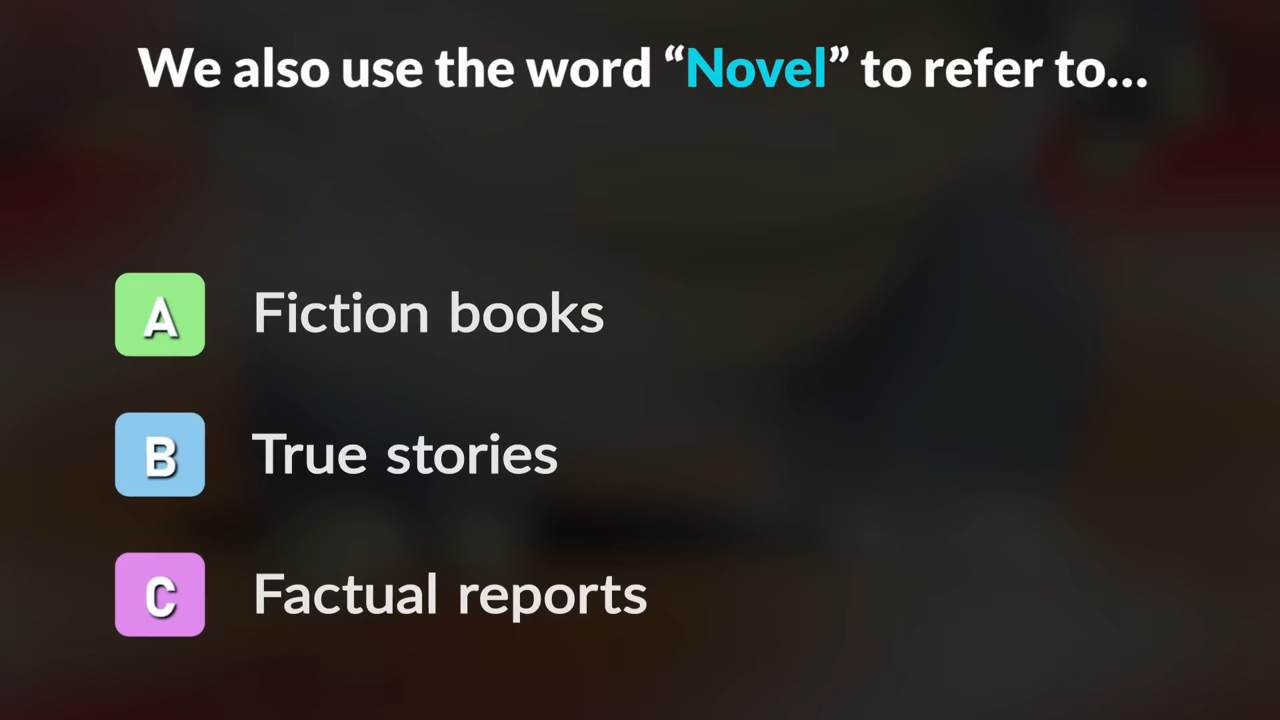 We also use the word “Novel” to refer to...
A Fiction books
B True stories
C Factual reports